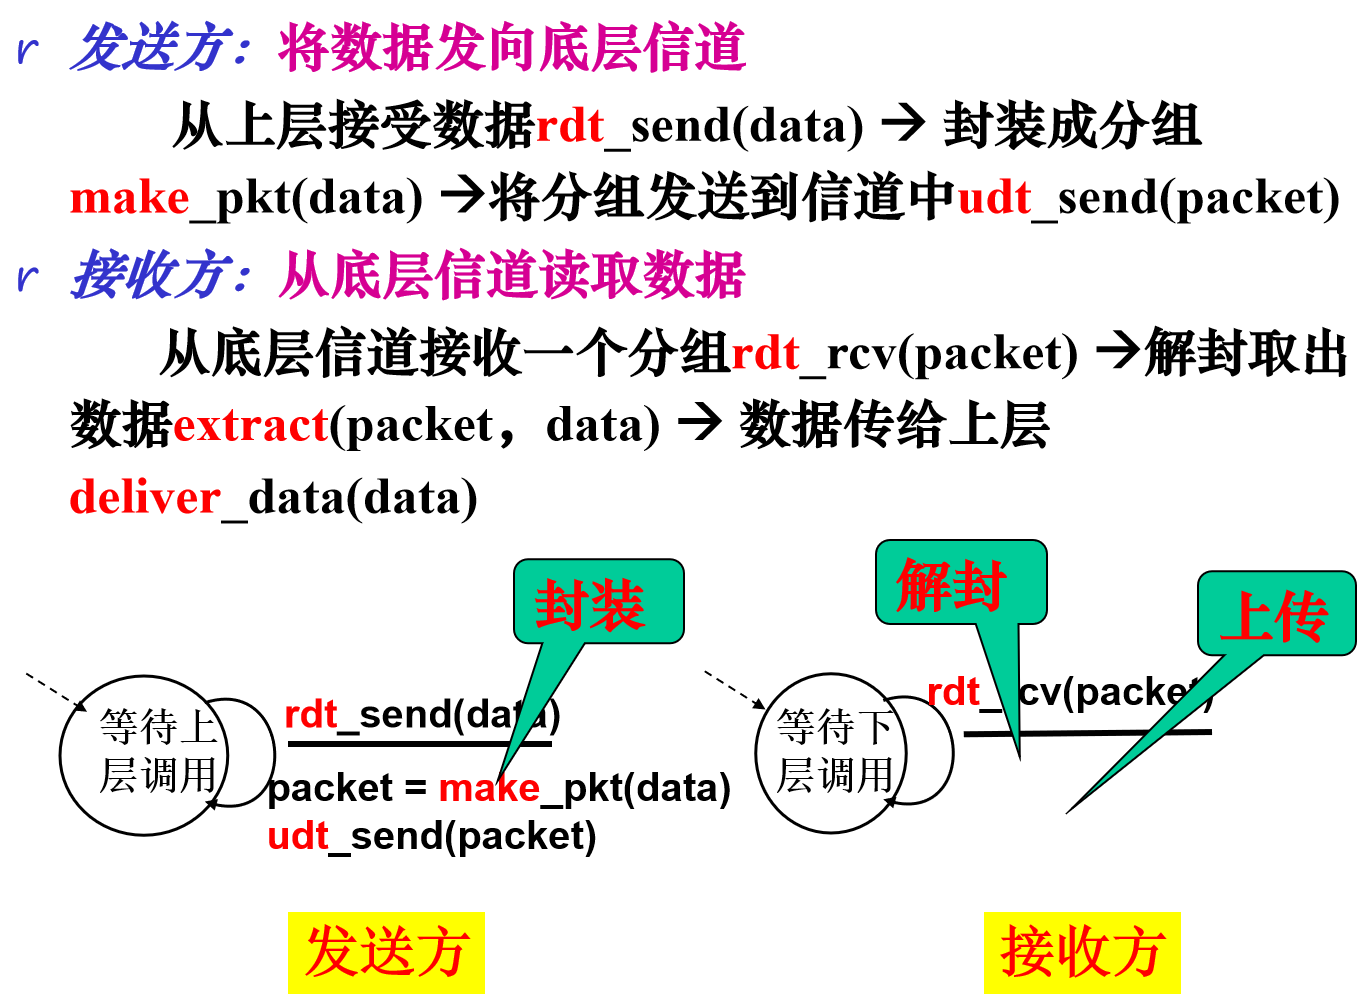 r 发送方：将数据发向底层信道
从上层接受数据rdt_send(data) → 封装成分组
make_pkt(data) →将分组发送到信道中udt_send(packet)
r 接收方：从底层信道读取数据
从底层信道接收一个分组rdt_rcv(packet) →解封取出
数据extract(packet，data) → 数据传给上层
deliver_data(data)
封装
解封
上传
等待上
层调用
rdt_send(data)
packet = make_pkt(data)
udt_send(packet)
等待下
层调用
rdt_rcv(packet)
发送方
接收方